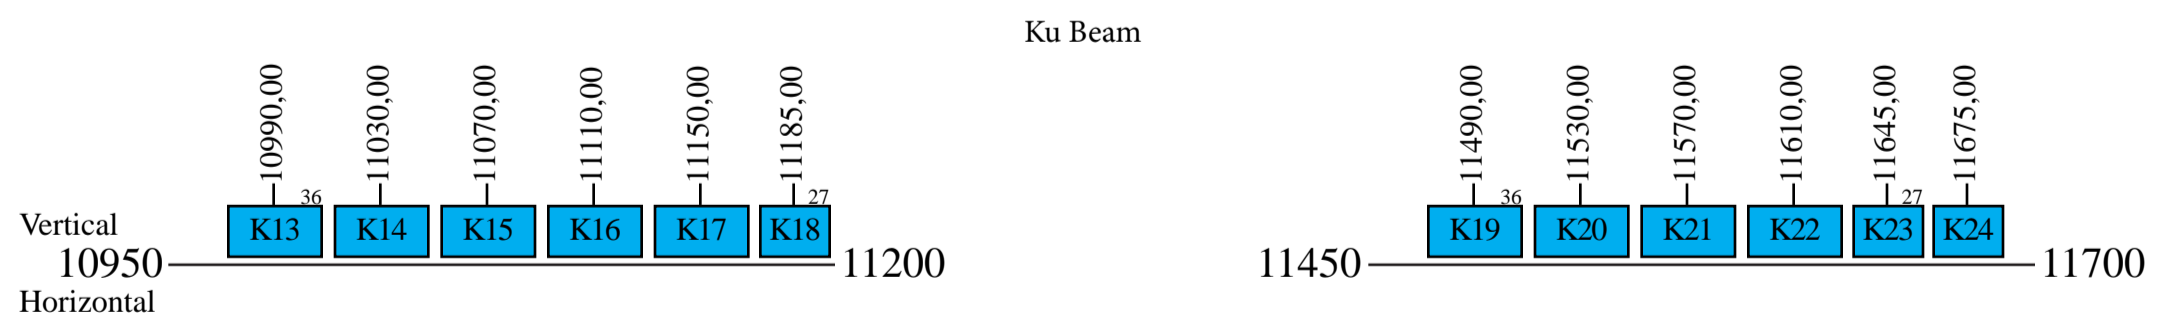 Ku Beam
10990,00 11030,00 11070,00 11110,00 11150,00 11185,00 11490,00 11530,00 11570,00 11610,00 11645,00 11675,00
36 27 36 27
Vertical K13 K14 K15 K16 K17 K18 K19 K20 K21 K22 K23 K24
10950 11200 11450 11700
Horizontal